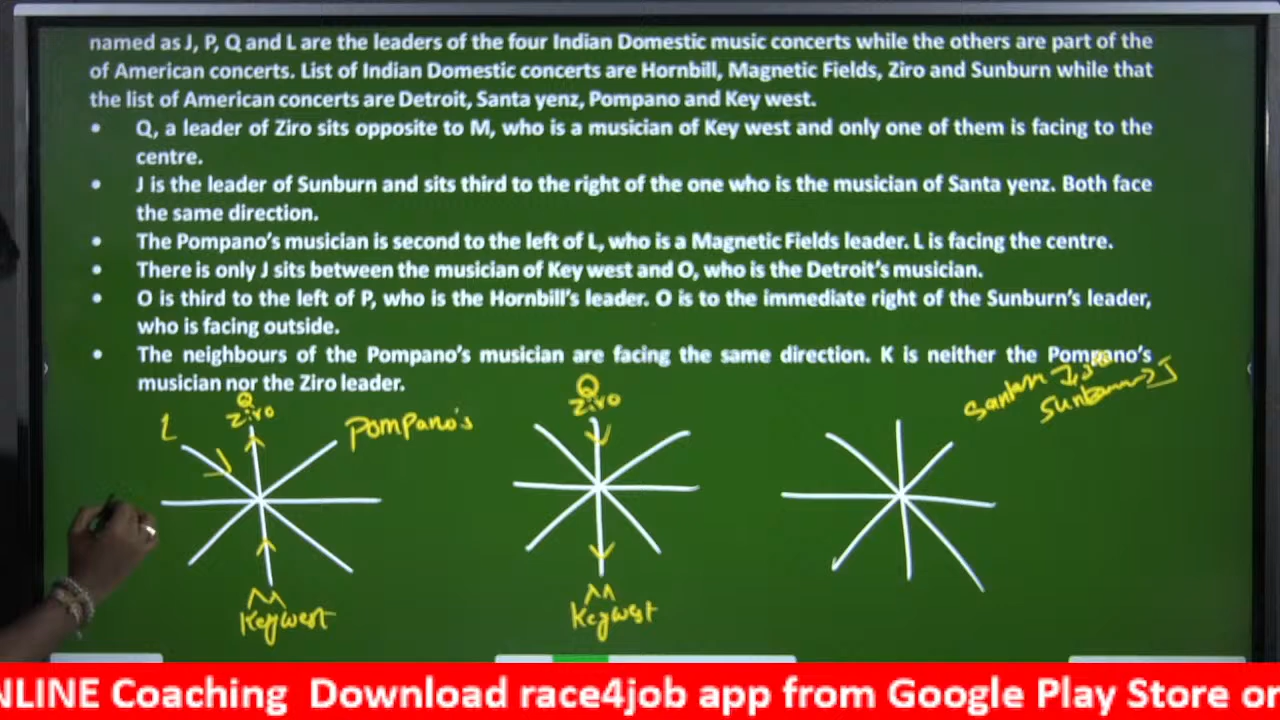 named as J, P, Q and L are the leaders of the four Indian Domestic music concerts while the others are part of the
of American concerts. List of Indian Domestic concerts are Hornbill, Magnetic Fields, Ziro and Sunburn while that
the list of American concerts are Detroit, Santa yenz, Pompano and Key west.
• Q, a leader of Ziro sits opposite to M, who is a musician of Key west and only one of them is facing to the
centre.
• J is the leader of Sunburn and sits third to the right of the one who is the musician of Santa yenz. Both face
the same direction.
• The Pompano's musician is second to the left of L, who is a Magnetic Fields leader. L is facing the centre.
• There is only J sits between the musician of Key west and O, who is the Detroit's musician.
• O is third to the left of P, who is the Hornbill's leader. O is to the immediate right of the Sunburn's leader,
who is facing outside.
• The neighbours of the Pompano's musician are facing the same direction. K is neither the Pompano's
musician nor the Ziro leader.
Sunburn J
L
Q
Ziro
Pompano's
Q
Ziro
M
Key west
M
Key west
NLINE Coaching Download race4job app from Google Play Store or